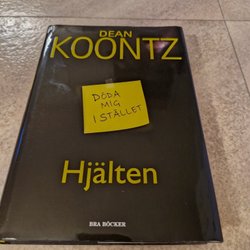 DEAN
KOONTZ
DÖDA
MIG
I STÄLLET
Hjälten
BRA BÖCKER